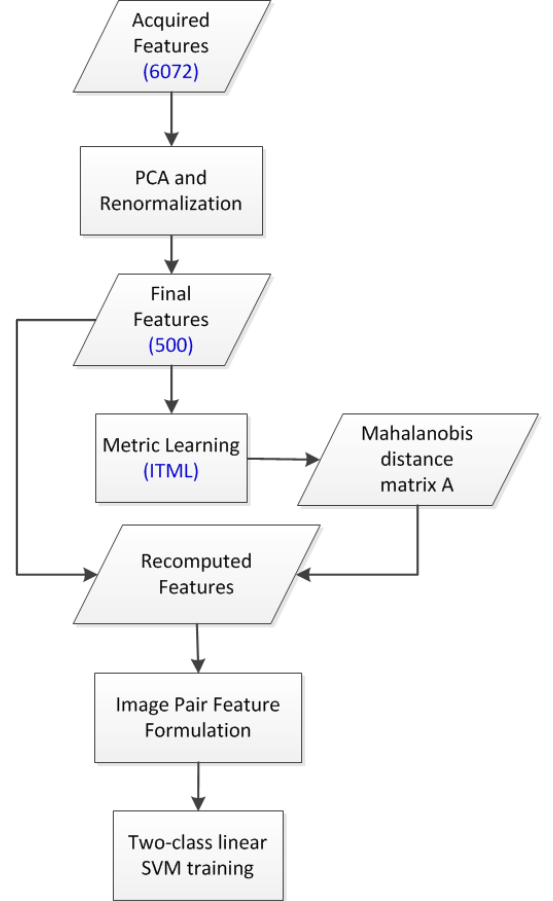 Acquired
Features
(6072)
PCA and
Renormalization
Final
Features
(500)
Metric Learning
(ITML)
Mahalanobis
distance
matrix A
Recomputed
Features
Image Pair Feature
Formulation
Two-class linear
SVM training